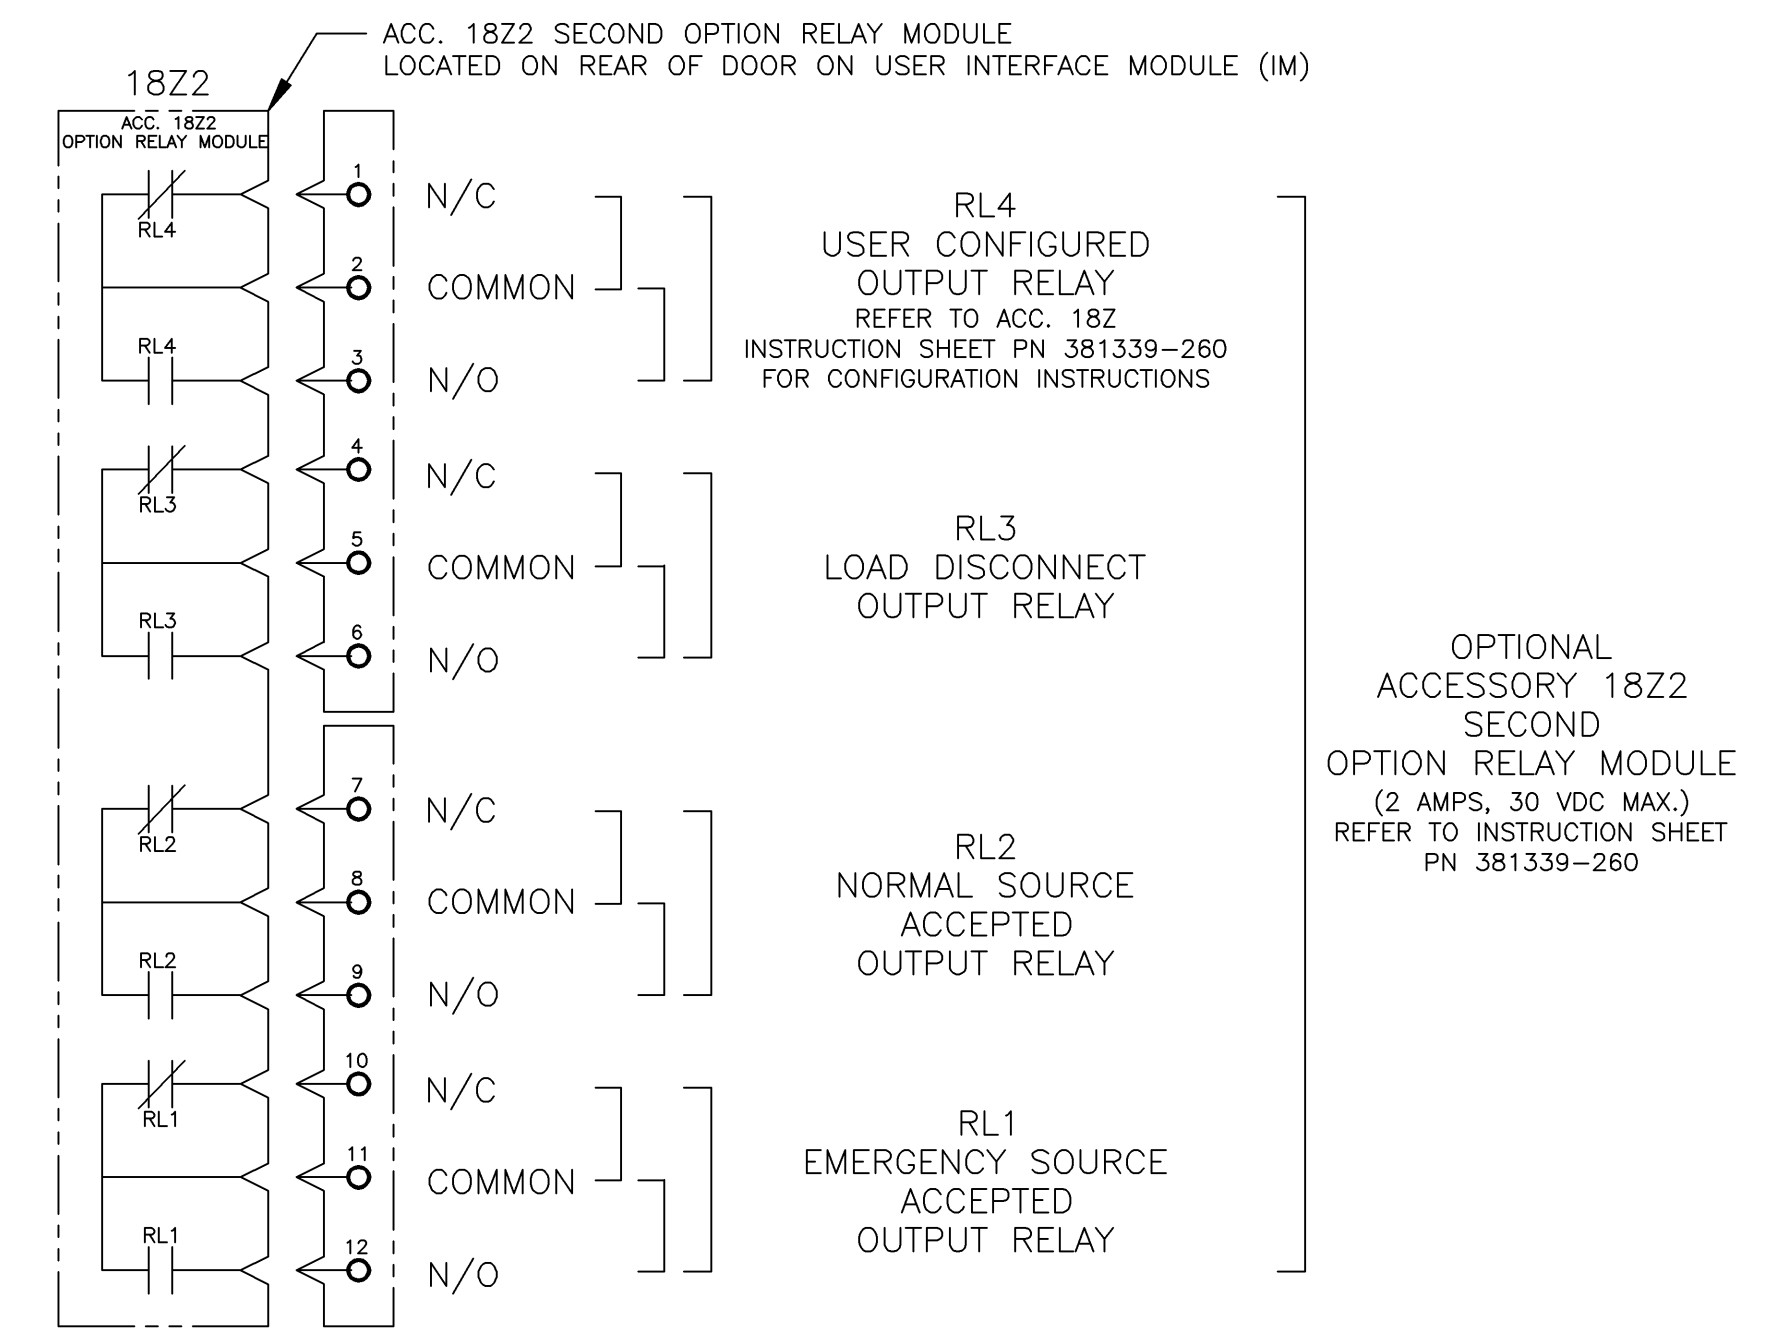 ACC. 18Z2 SECOND OPTION RELAY MODULE
LOCATED ON REAR OF DOOR ON USER INTERFACE MODULE (IM)
18Z2
ACC. 18Z2
OPTION RELAY MODULE
RL4
RL4
RL3
RL3
RL2
RL2
RL1
RL1
1
N/C
2
COMMON
3
N/O
4
N/C
5
COMMON
6
N/O
7
N/C
8
COMMON
9
N/O
10
N/C
11
COMMON
12
N/O
RL4
USER CONFIGURED
OUTPUT RELAY
REFER TO ACC. 18Z
INSTRUCTION SHEET PN 381339-260
FOR CONFIGURATION INSTRUCTIONS
RL3
LOAD DISCONNECT
OUTPUT RELAY
RL2
NORMAL SOURCE
ACCEPTED
OUTPUT RELAY
RL1
EMERGENCY SOURCE
ACCEPTED
OUTPUT RELAY
OPTIONAL
ACCESSORY 18Z2
SECOND
OPTION RELAY MODULE
(2 AMPS, 30 VDC MAX.)
REFER TO INSTRUCTION SHEET
PN 381339-260